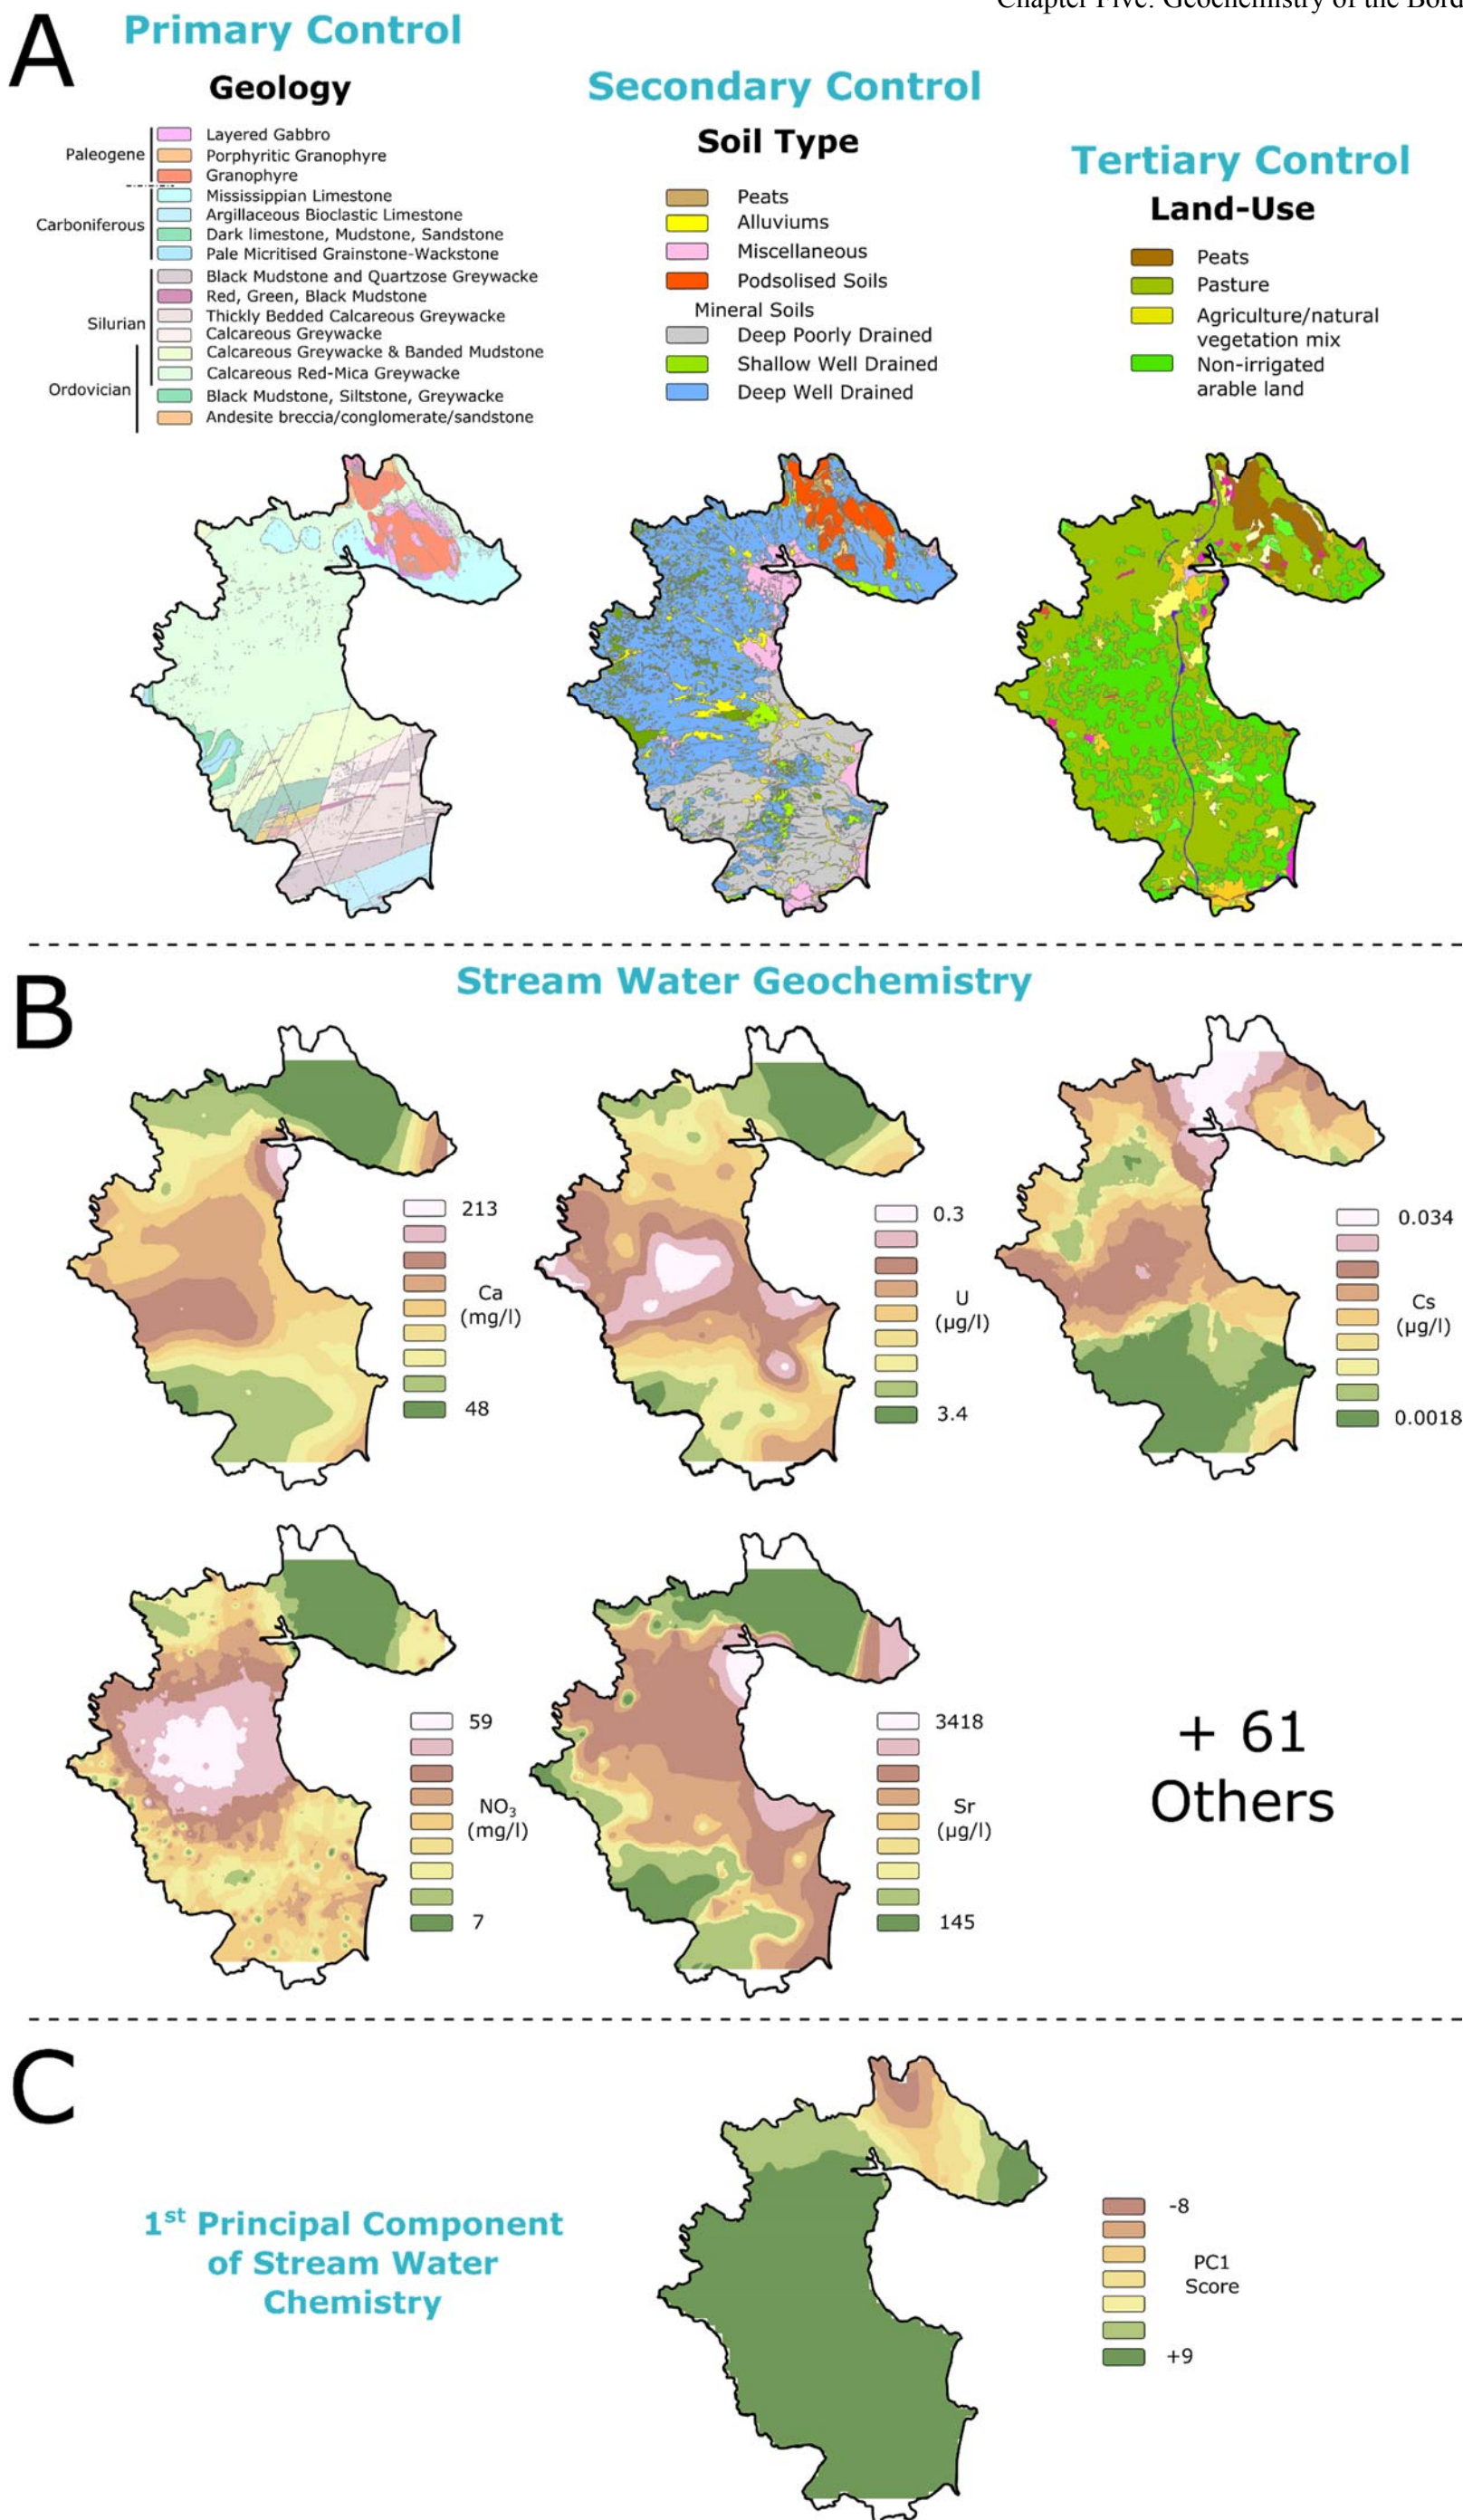 Chapter Five: Geochemistry of the Bord
A
Primary Control
Geology
Paleogene
Layered Gabbro
Porphyritic Granophyre
Granophyre
Carboniferous
Mississippian Limestone
Argillaceous Bioclastic Limestone
Dark limestone, Mudstone, Sandstone
Pale Micritised Grainstone-Wackstone
Silurian
Black Mudstone and Quartzose Greywacke
Red, Green, Black Mudstone
Thickly Bedded Calcareous Greywacke
Calcareous Greywacke
Calcareous Greywacke & Banded Mudstone
Calcareous Red-Mica Greywacke
Ordovician
Black Mudstone, Siltstone, Greywacke
Andesite breccia/conglomerate/sandstone
Secondary Control
Soil Type
Peats
Alluviums
Miscellaneous
Podsolised Soils
Mineral Soils
Deep Poorly Drained
Shallow Well Drained
Deep Well Drained
Tertiary Control
Land-Use
Peats
Pasture
Agriculture/natural
vegetation mix
Non-irrigated
arable land
B
Stream Water Geochemistry
213
Ca
(mg/l)
48
0.3
U
(µg/l)
3.4
0.034
Cs
(µg/l)
0.0018
59
NO₃
(mg/l)
7
3418
Sr
(µg/l)
145
+ 61
Others
C
1st Principal Component
of Stream Water
Chemistry
-8
PC1
Score
+9